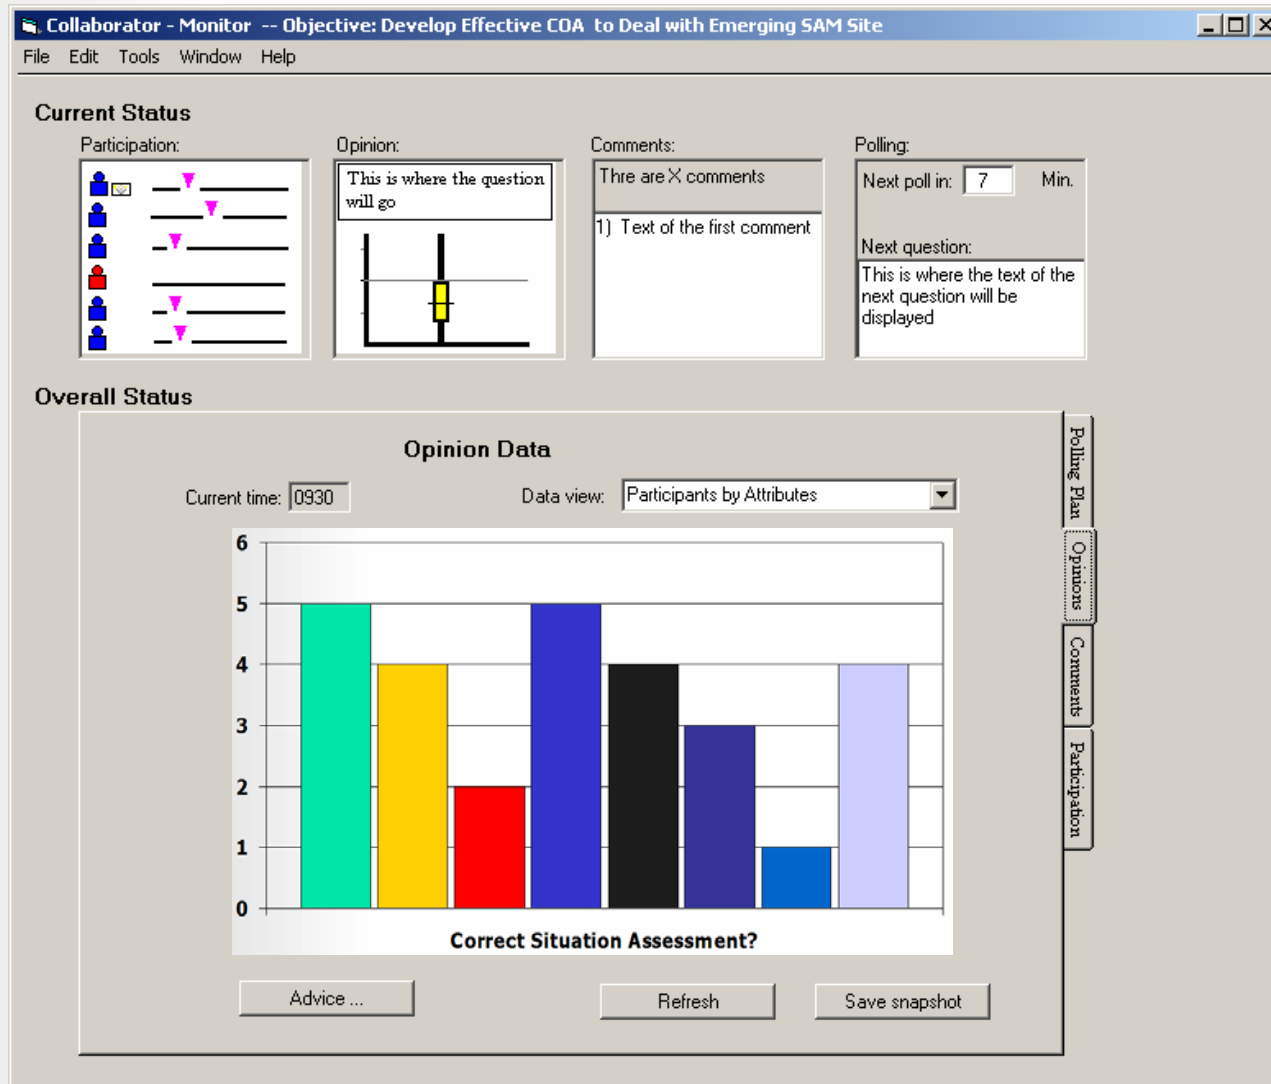 Collaborator - Monitor -- Objective: Develop Effective COA to Deal with Emerging SAM Site
File Edit Tools Window Help
Current Status
Participation:
Opinion:
This is where the question
will go
Comments:
Thre are X comments
1) Text of the first comment
Polling:
Next poll in: 7 Min.
Next question:
This is where the text of the
next question will be
displayed
Overall Status
Opinion Data
Current time: 0930
Data view: Participants by Attributes
6
5
4
3
2
1
0
Correct Situation Assessment?
Advice ...
Refresh
Save snapshot
Polling Plan
Opinions
Comments
Participation